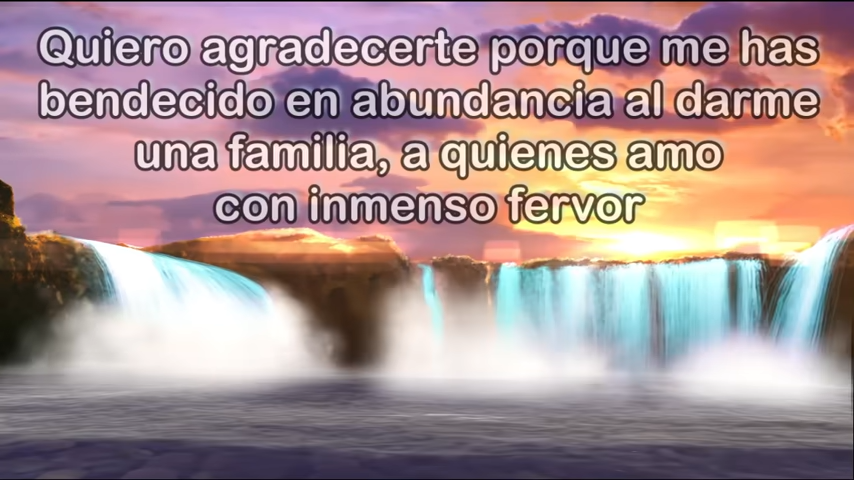 Quiero agradecerte porque me has
bendecido en abundancia al darme
una familia, a quienes amo
con inmenso fervor